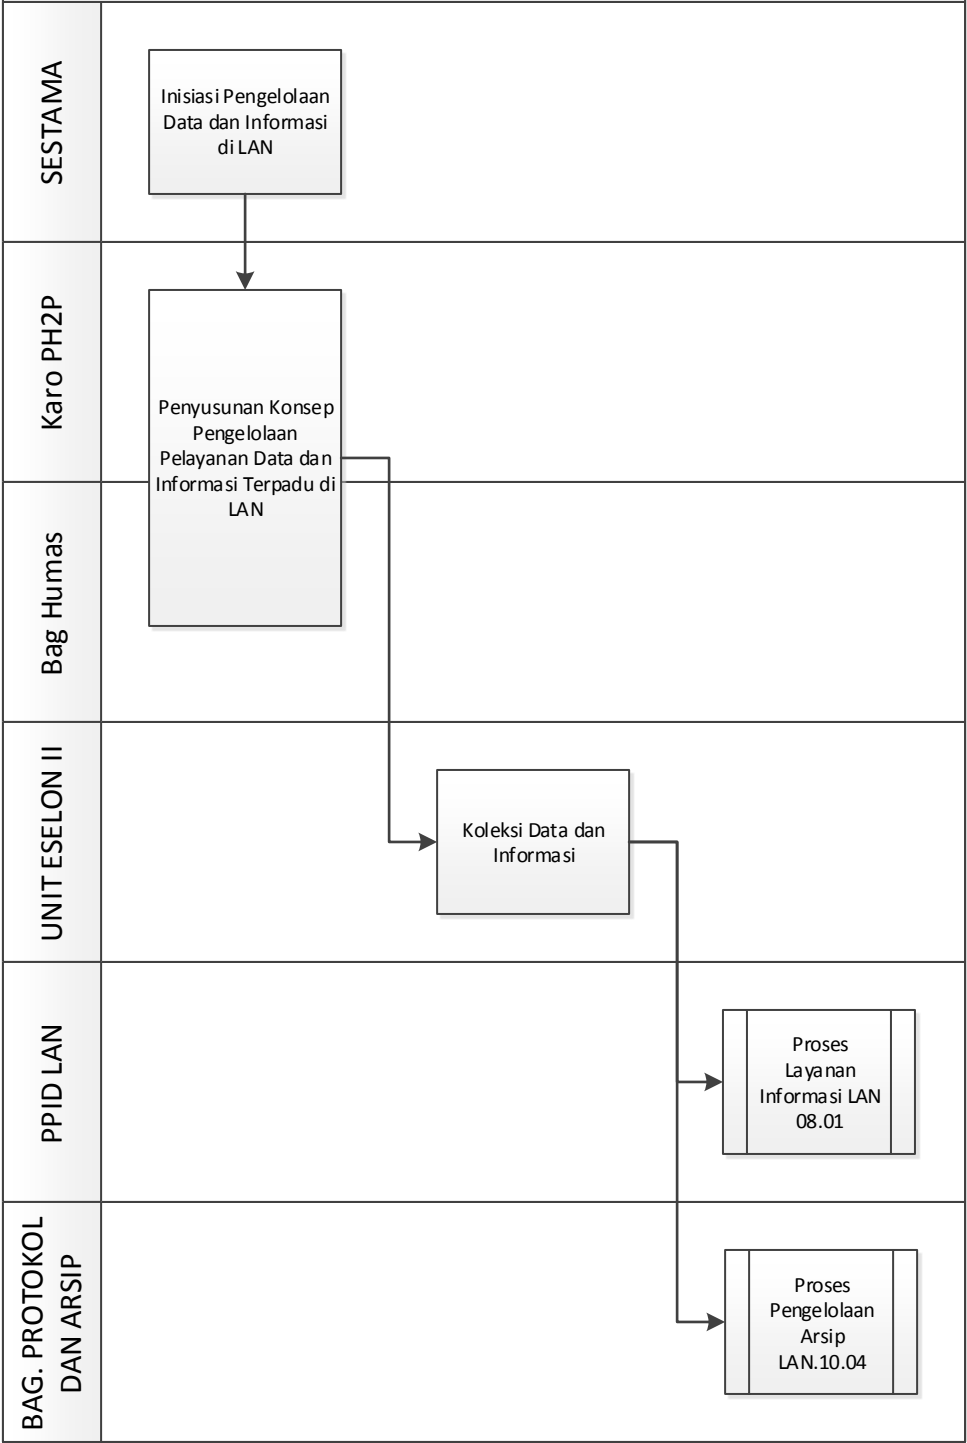 SESTAMA
Inisiasi Pengelolaan
Data dan Informasi
di LAN
Karo PH2P
Penyusunan Konsep
Pengelolaan
Pelayanan Data dan
Informasi Terpadu di
LAN
Bag Humas
UNIT ESELON II
Koleksi Data dan
Informasi
PPID LAN
Proses
Layanan
Informasi LAN
08.01
BAG. PROTOKOL
DAN ARSIP
Proses
Pengelolaan
Arsip
LAN.10.04